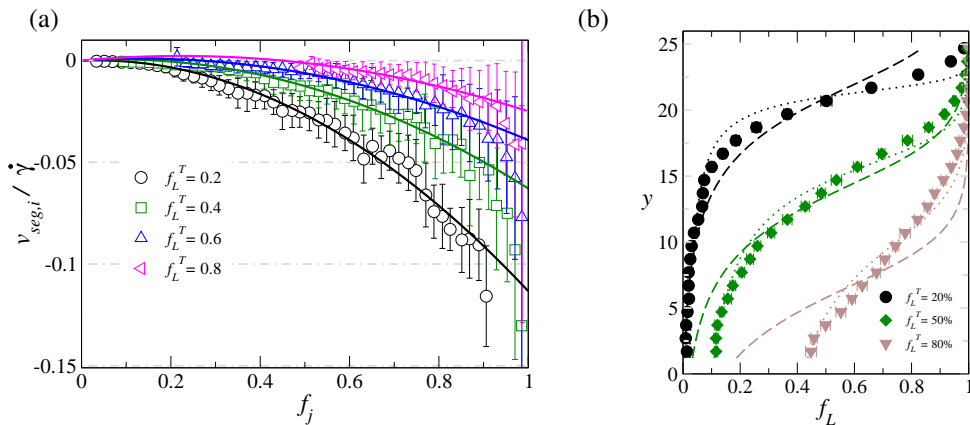 (a)
0
-0.05
-0.1
-0.15
v_{seg,i} / γ̇
f_L^T = 0.2
f_L^T = 0.4
f_L^T = 0.6
f_L^T = 0.8
0 0.2 0.4 0.6 0.8 1
f_j
(b)
25
20
15
10
5
0
y
f_L^T = 20%
f_L^T = 50%
f_L^T = 80%
0 0.2 0.4 0.6 0.8 1
f_L